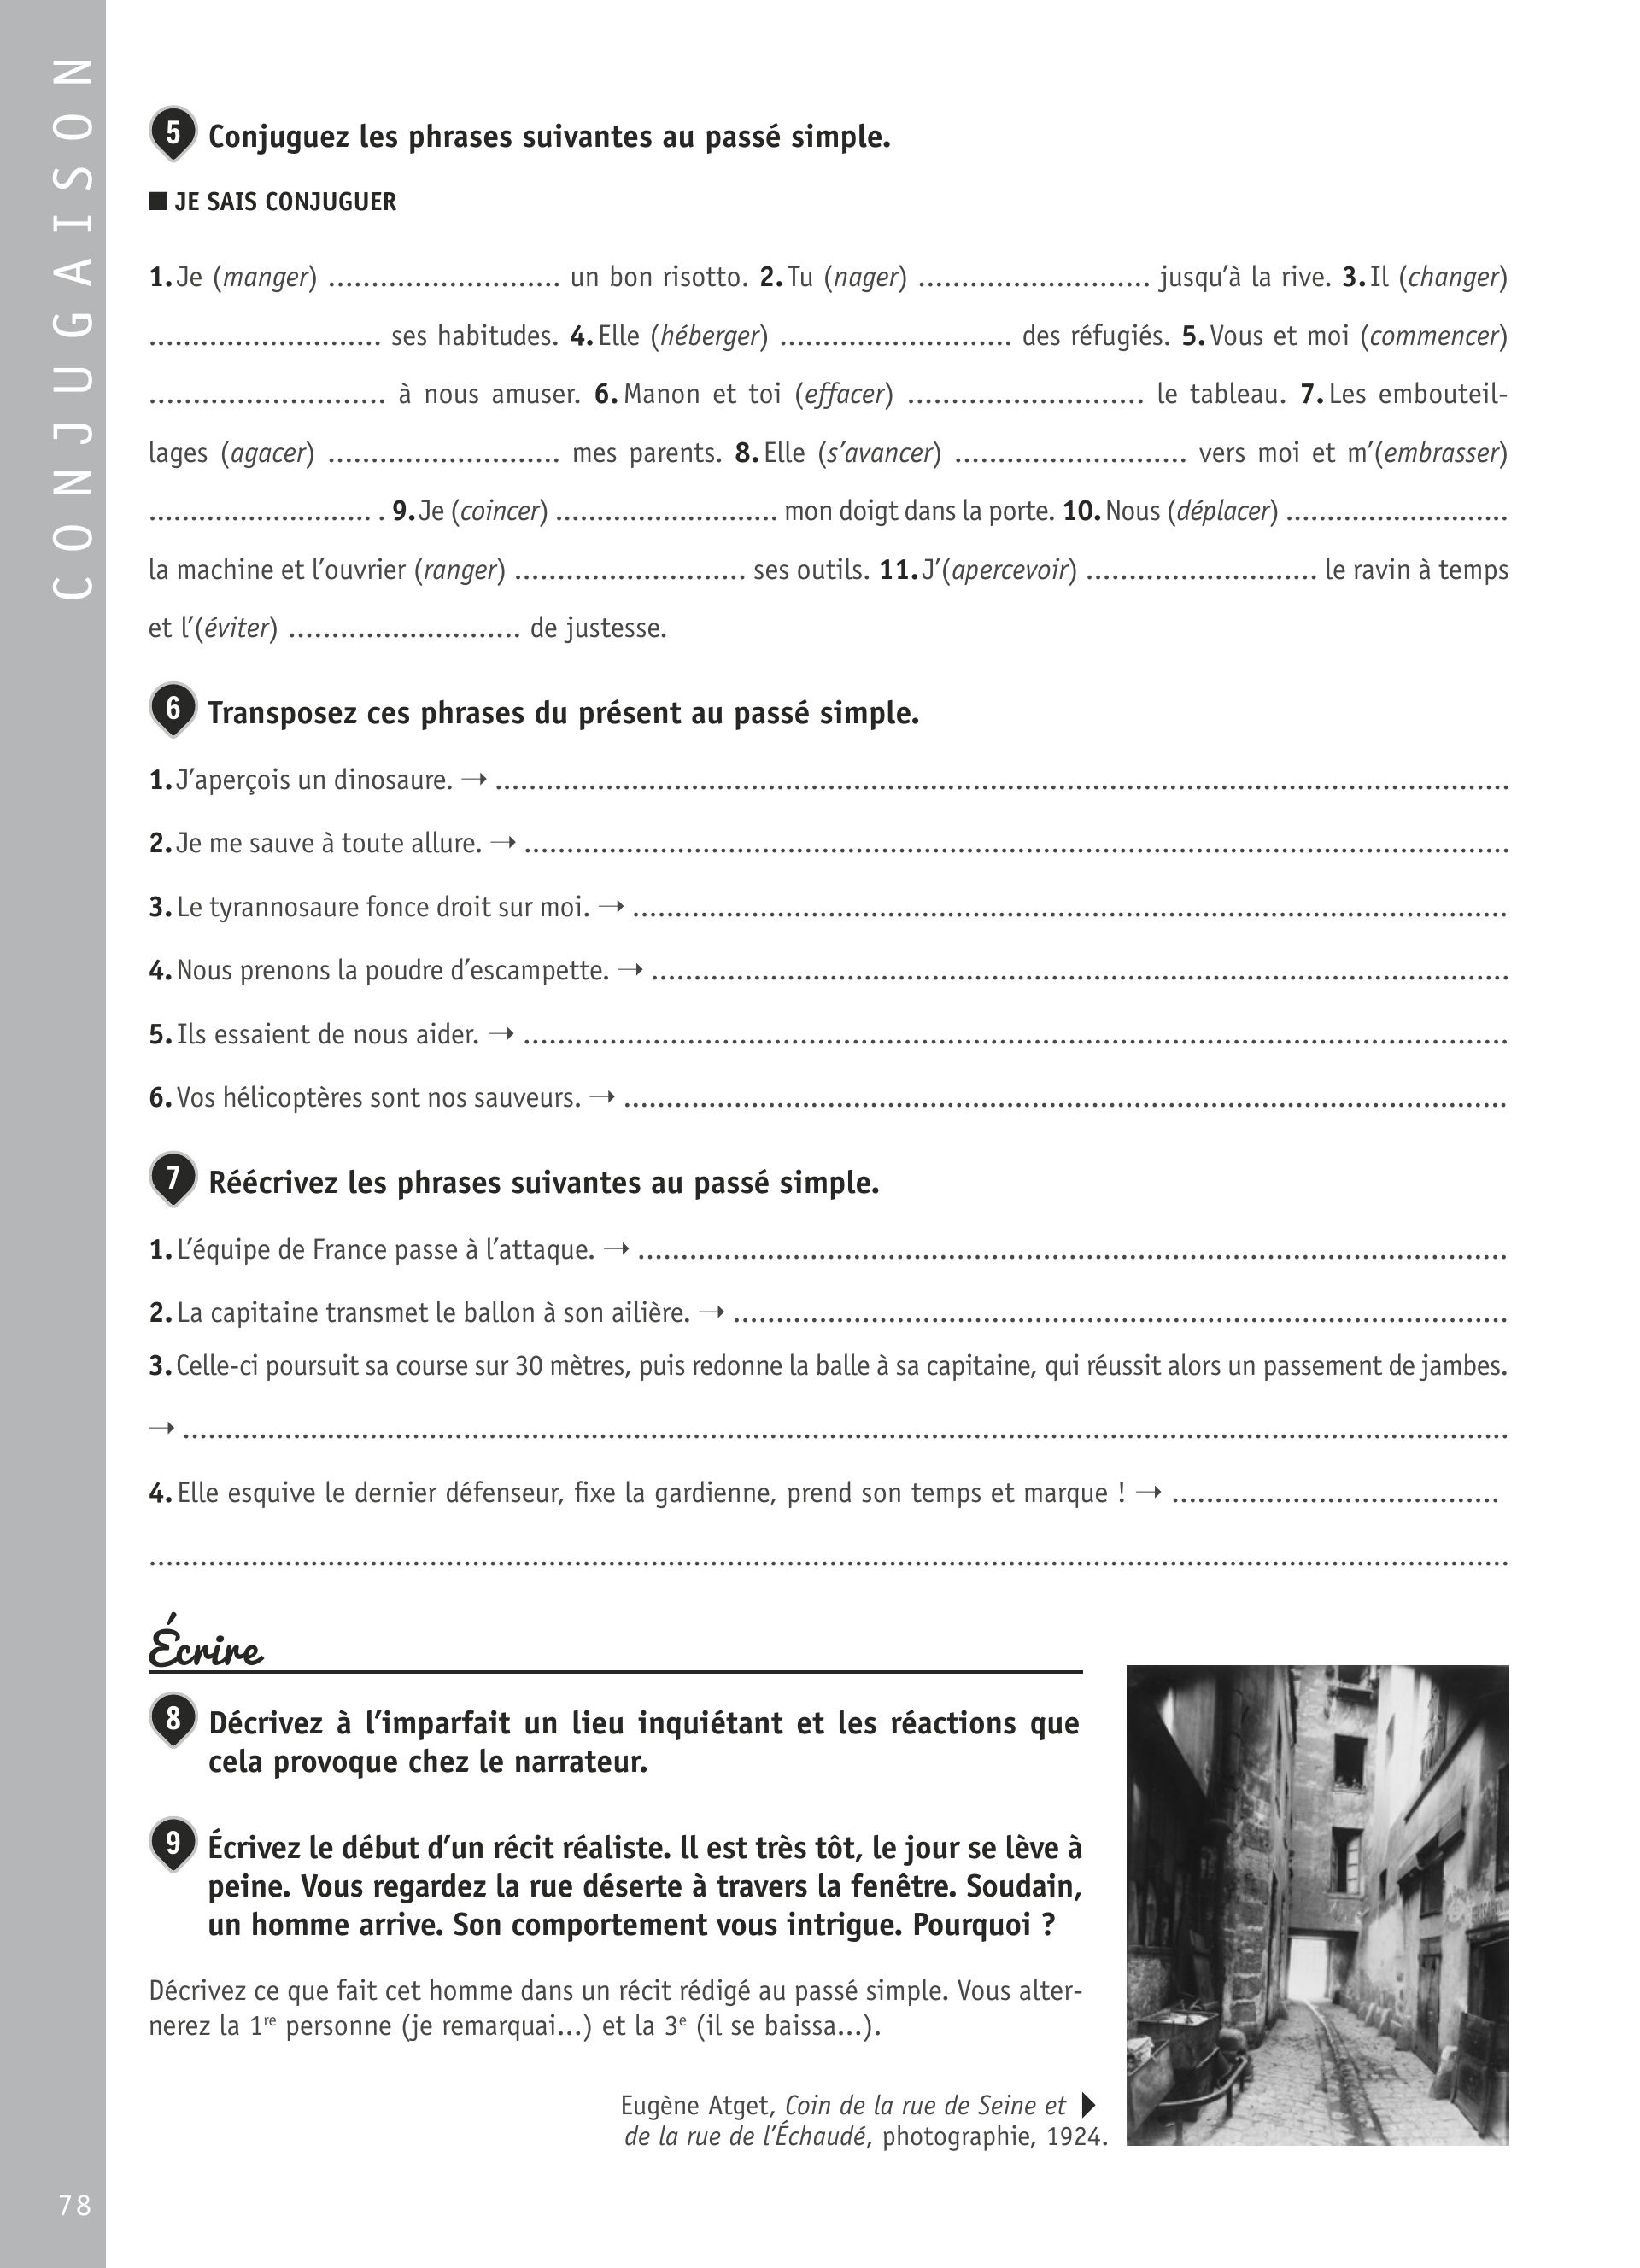 CONJUGAISON
5 Conjuguez les phrases suivantes au passé simple.
■ JE SAIS CONJUGUER
1. Je (manger) ........................... un bon risotto. 2. Tu (nager) ........................... jusqu’à la rive. 3. Il (changer)
........................... ses habitudes. 4. Elle (héberger) ........................... des réfugiés. 5. Vous et moi (commencer)
........................... à nous amuser. 6. Manon et toi (effacer) ........................... le tableau. 7. Les embouteil-
lages (agacer) ........................... mes parents. 8. Elle (s’avancer) ........................... vers moi et m’(embrasser)
........................... . 9. Je (coincer) ........................... mon doigt dans la porte. 10. Nous (déplacer) ...........................
la machine et l’ouvrier (ranger) ........................... ses outils. 11. J’(apercevoir) ........................... le ravin à temps
et l’(éviter) ........................... de justesse.
6 Transposez ces phrases du présent au passé simple.
1. J’aperçois un dinosaure. → ...........................
2. Je me sauve à toute allure. → ...........................
3. Le tyrannosaure fonce droit sur moi. → ...........................
4. Nous prenons la poudre d’escampette. → ...........................
5. Ils essaient de nous aider. → ...........................
6. Vos hélicoptères sont nos sauveurs. → ...........................
7 Réécrivez les phrases suivantes au passé simple.
1. L’équipe de France passe à l’attaque. → ...........................
2. La capitaine transmet le ballon à son ailière. → ...........................
3. Celle-ci poursuit sa course sur 30 mètres, puis redonne la balle à sa capitaine, qui réussit alors un passement de jambes.
→ ...........................
4. Elle esquive le dernier défenseur, fixe la gardienne, prend son temps et marque ! → ...........................
...........................
Écrire
8 Décrivez à l’imparfait un lieu inquiétant et les réactions que
cela provoque chez le narrateur.
9 Écrivez le début d’un récit réaliste. Il est très tôt, le jour se lève à
peine. Vous regardez la rue déserte à travers la fenêtre. Soudain,
un homme arrive. Son comportement vous intrigue. Pourquoi ?
Décrivez ce que fait cet homme dans un récit rédigé au passé simple. Vous alter-
nerez la 1re personne (je remarquai…) et la 3e (il se baissa…).
Eugène Atget, Coin de la rue de Seine et
de la rue de l’Échaudé, photographie, 1924.
78